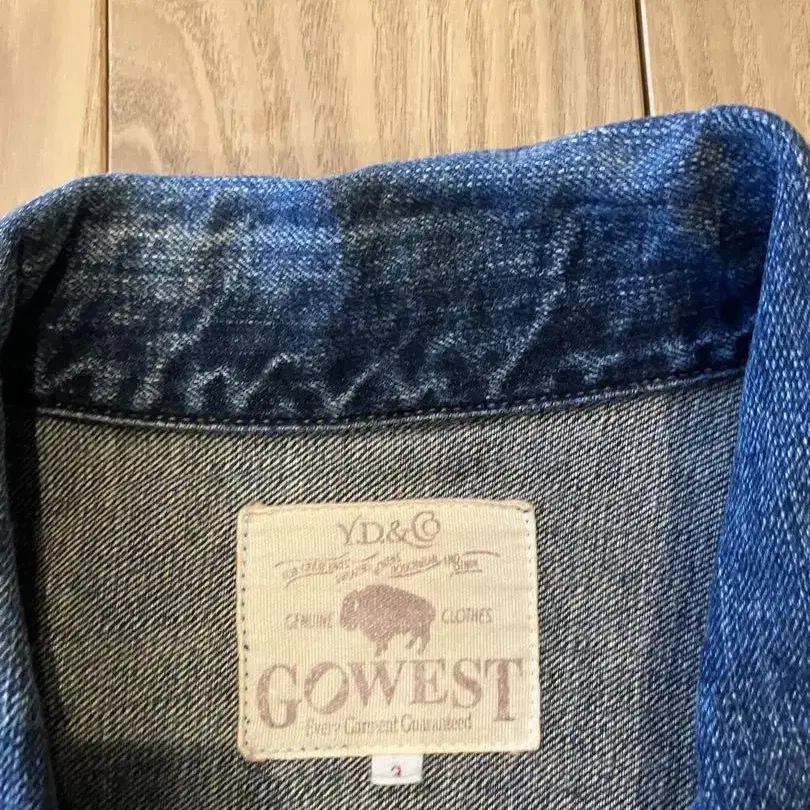 Y.D.&Co
GENUINE CLOTHES
GOWEST
Every Garment Guaranteed